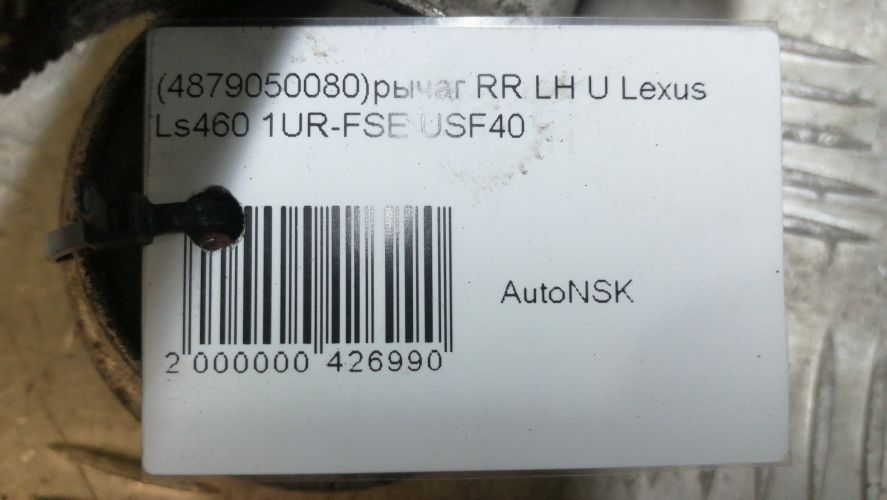 (4879050080)рычаг RR LH U Lexus
Ls460 1UR-FSE USF40
AutoNSK
2 000000 426990